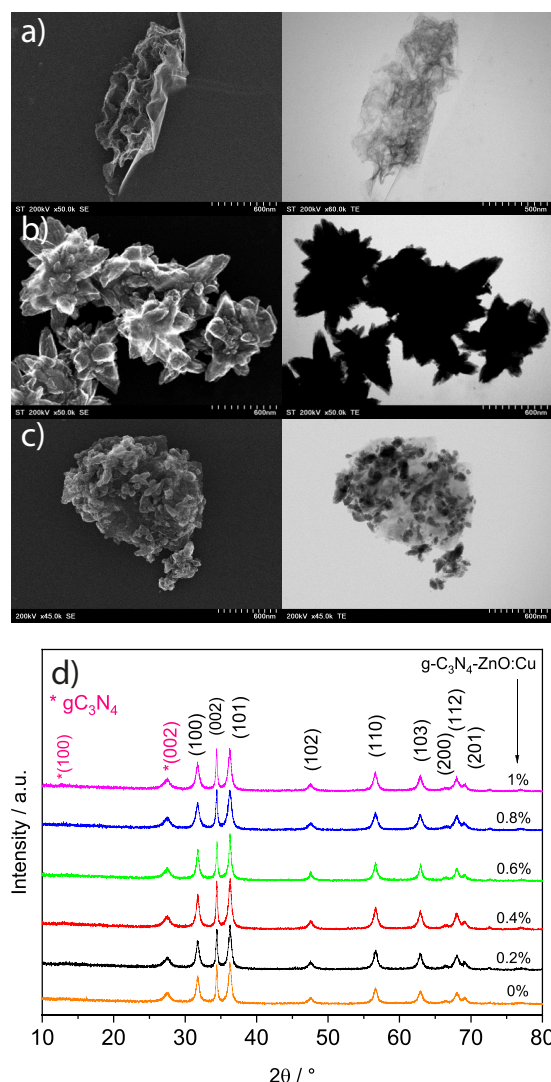 a)
ST 200kV x50.0k SE 600nm
ST 200kV x60.0k TE 500nm
b)
ST 200kV x50.0k SE 600nm
ST 200kV x50.0k TE 600nm
c)
200kV x45.0k SE 600nm
200kV x45.0k TE 600nm
d)
g-C₃N₄-ZnO:Cu
* gC₃N₄
*(100)
*(002)
(100)
(002)
(101)
(102)
(110)
(103)
(200)
(112)
(201)
1%
0.8%
0.6%
0.4%
0.2%
0%
Intensity / a.u.
10 20 30 40 50 60 70 80
2θ / °